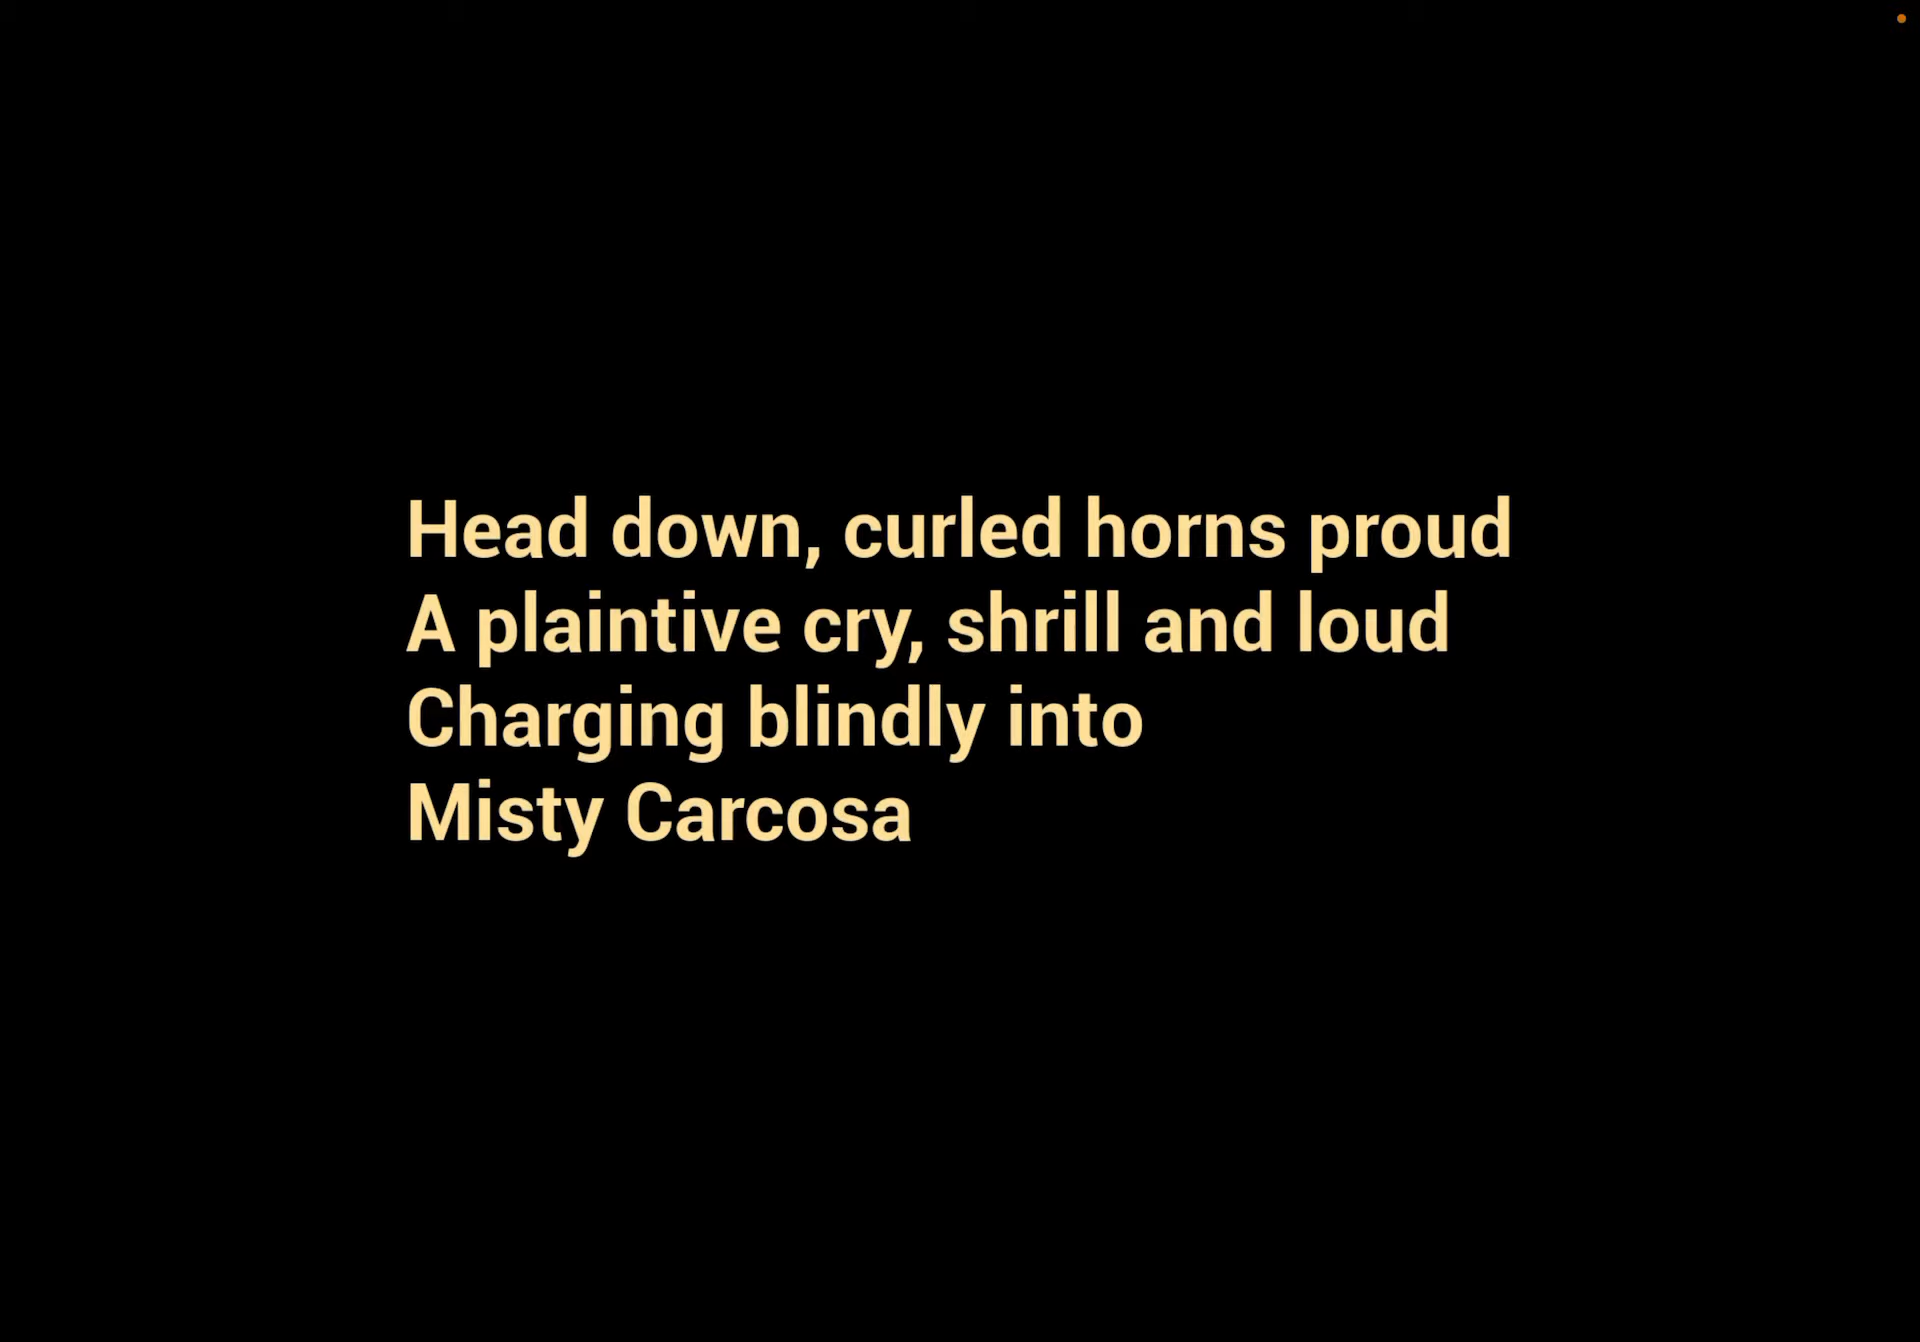 Head down, curled horns proud
A plaintive cry, shrill and loud
Charging blindly into
Misty Carcosa